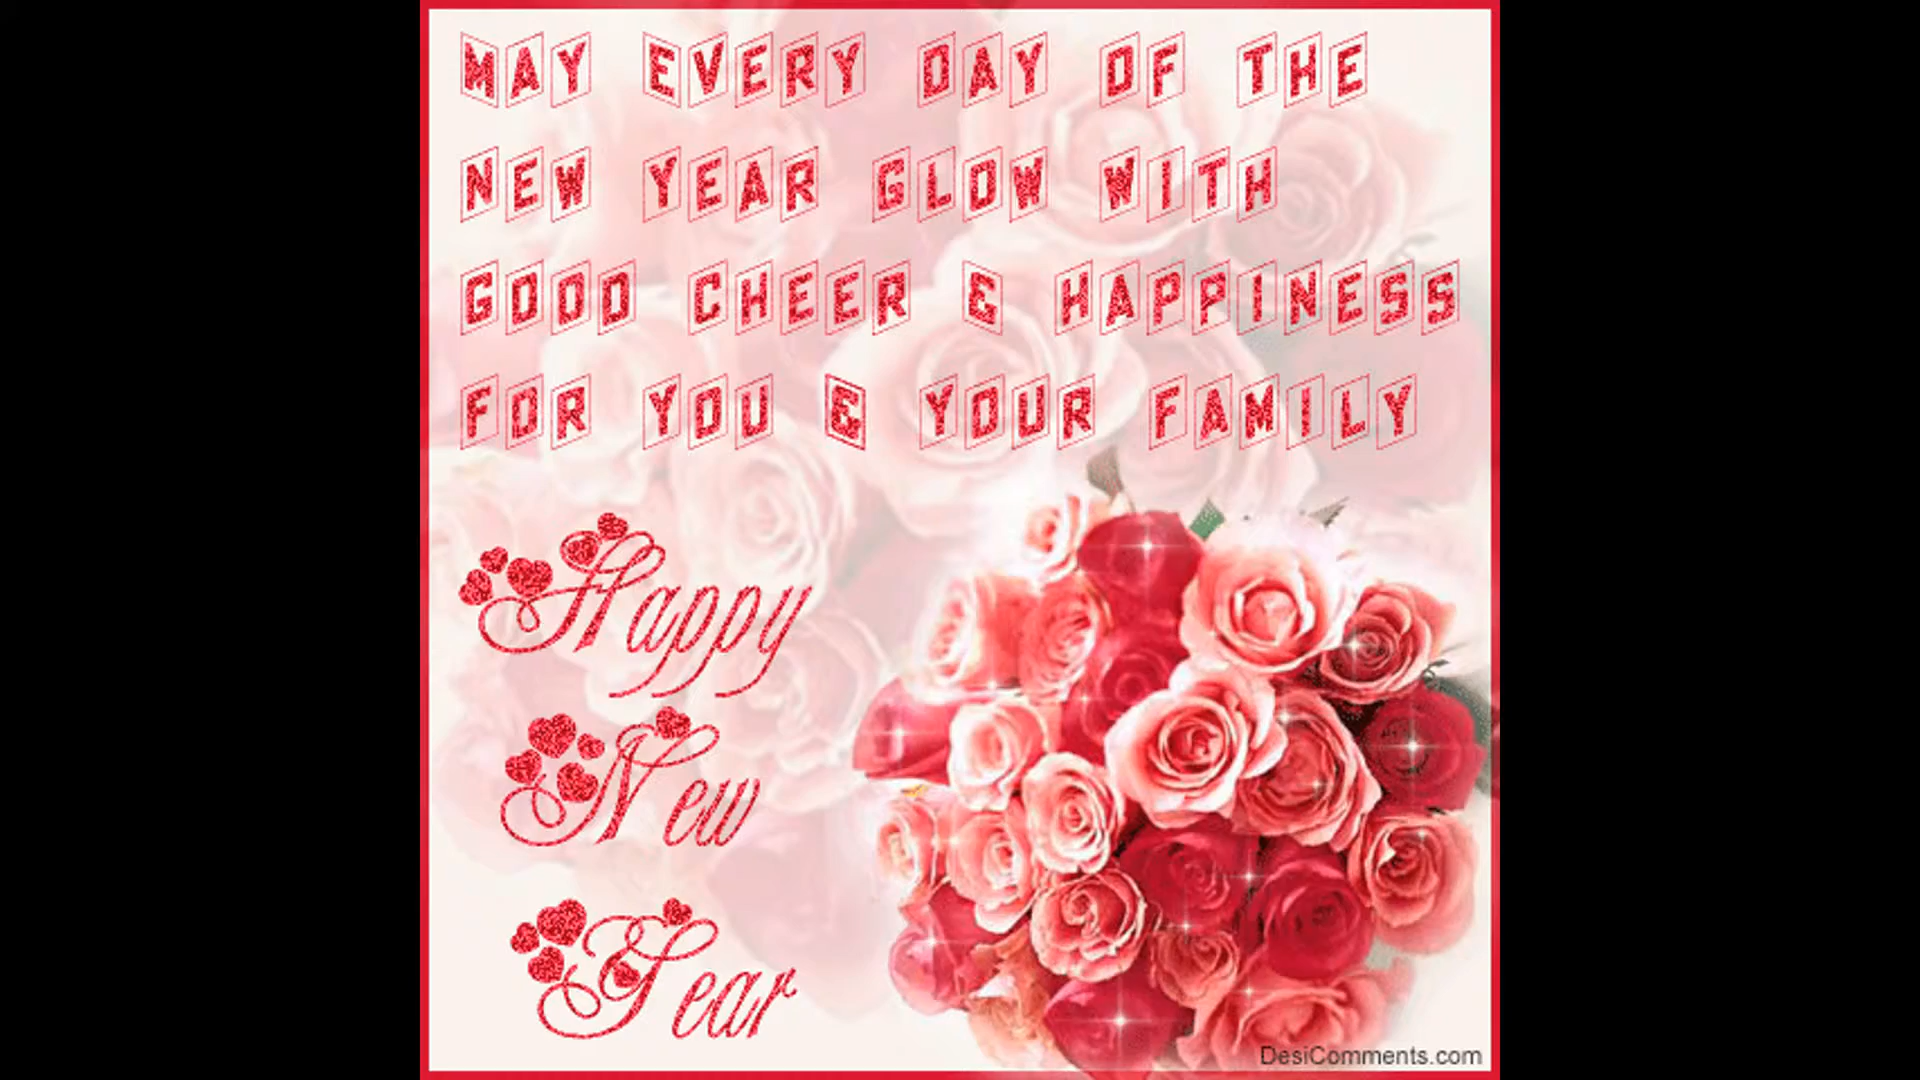 MAY EVERY DAY OF THE
NEW YEAR GLOW WITH
GOOD CHEER & HAPPINESS
FOR YOU & YOUR FAMILY
Happy
New
Year
DesiComments.com